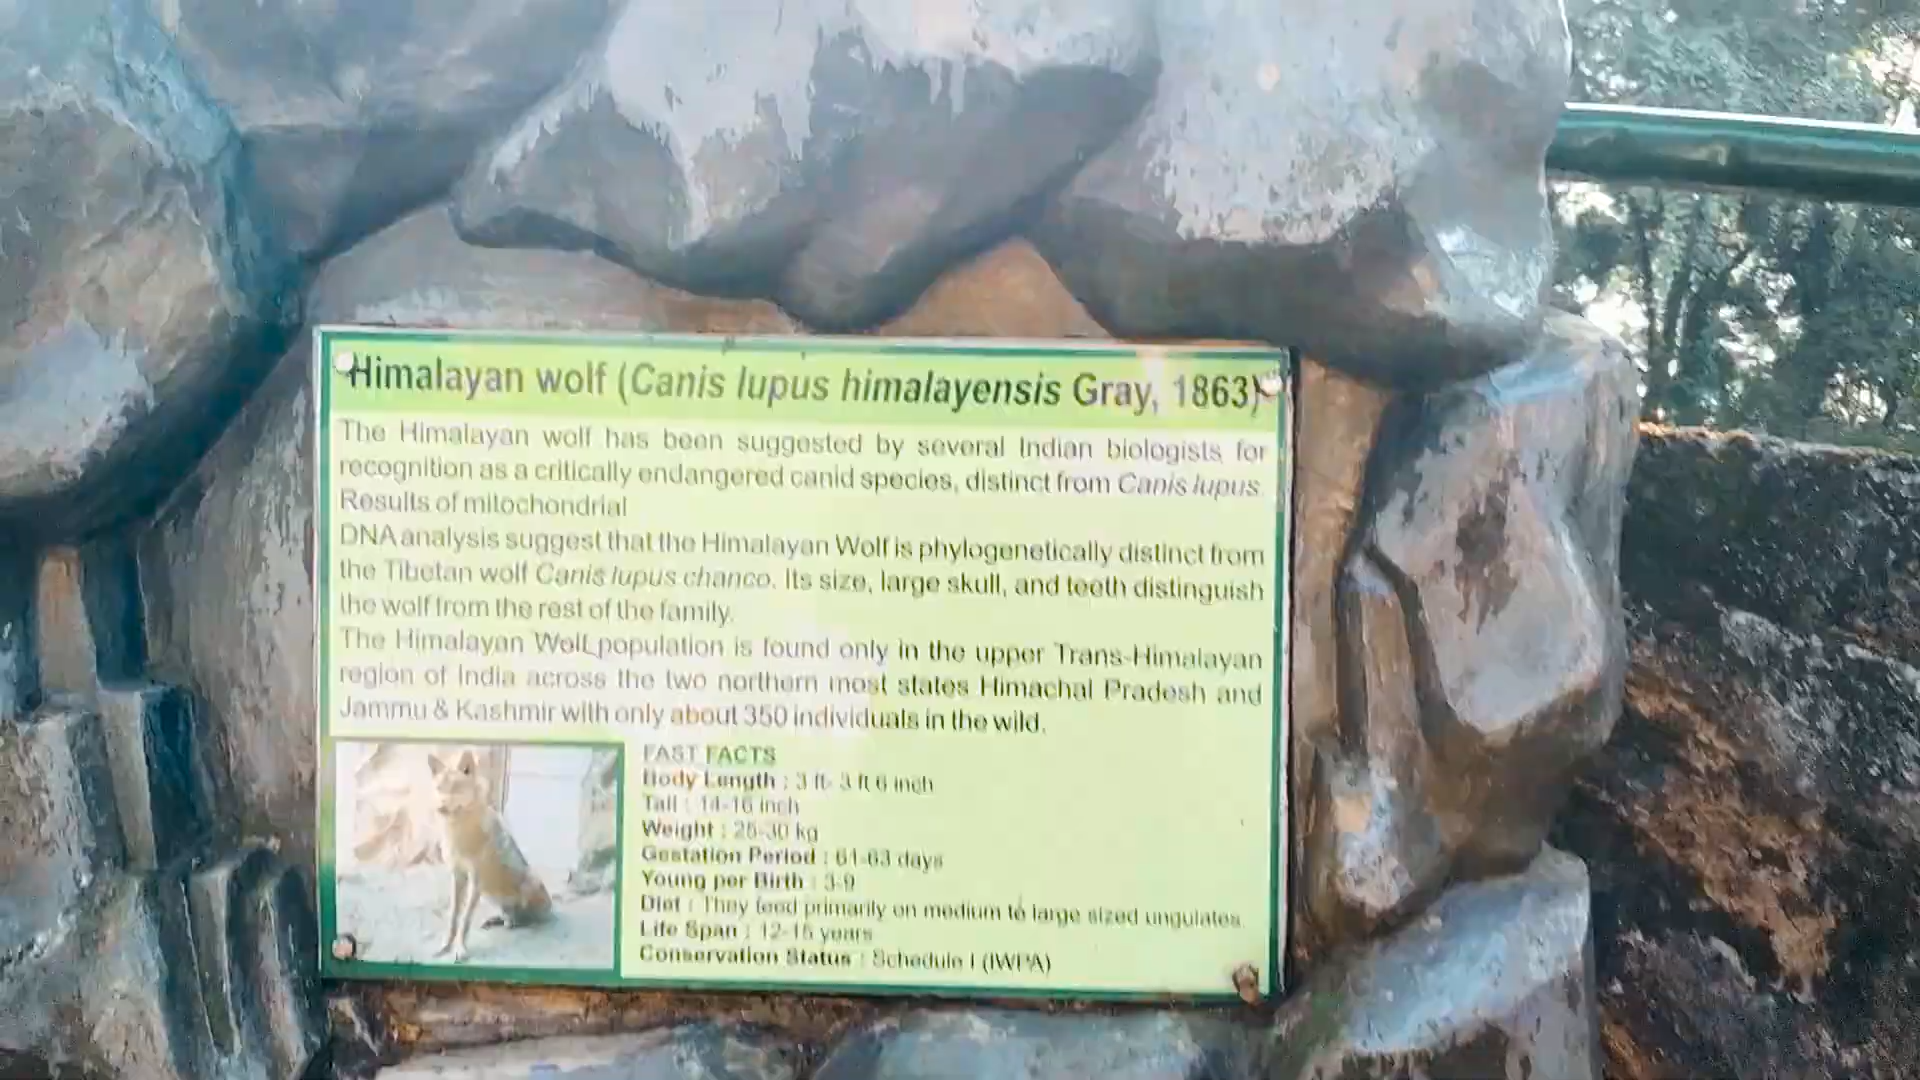 Himalayan wolf (Canis lupus himalayensis Gray, 1863)
The Himalayan wolf has been suggested by several Indian biologists for
recognition as a critically endangered canid species, distinct from Canis lupus.
Results of mitochondrial
DNA analysis suggest that the Himalayan Wolf is phylogenetically distinct from
the Tibetan wolf Canis lupus chanco. Its size, large skull, and teeth distinguish
the wolf from the rest of the family.
The Himalayan Wolf population is found only in the upper Trans-Himalayan
region of India across the two northern most states Himachal Pradesh and
Jammu & Kashmir with only about 350 individuals in the wild.
FAST FACTS
Body Length : 3 ft- 3 ft 6 inch
Tail : 14-16 inch
Weight : 25-30 kg
Gestation Period : 61-63 days
Young per Birth : 3-9
Diet : They feed primarily on medium to large sized ungulates.
Life Span : 12-15 years
Conservation Status : Schedule I (IWPA)